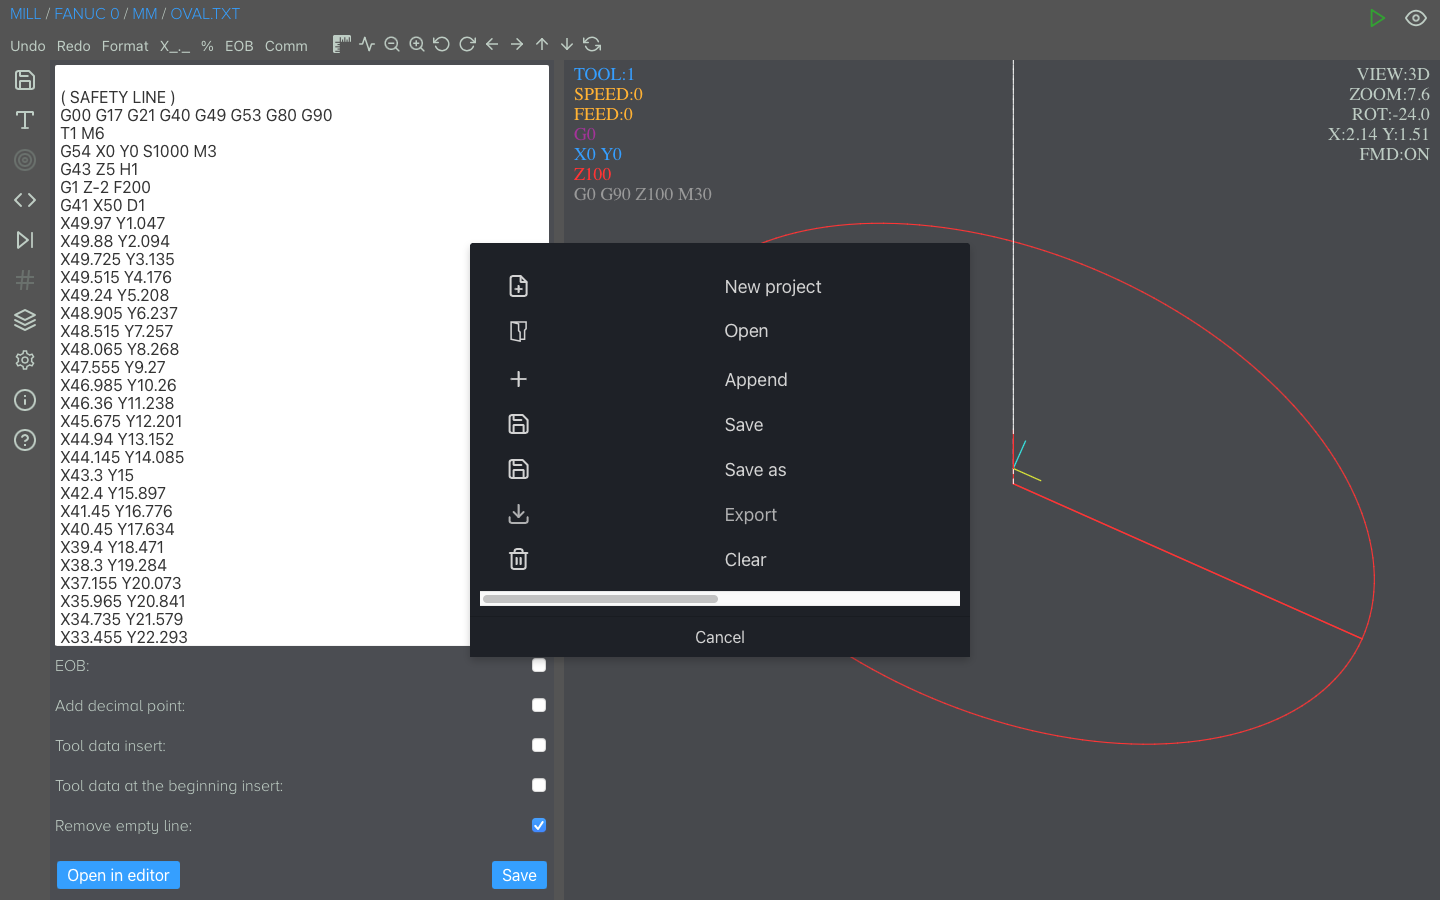 MILL / FANUC 0 / MM / OVAL.TXT
Undo Redo Format X_._ % EOB Comm
( SAFETY LINE )
G00 G17 G21 G40 G49 G53 G80 G90
T1 M6
G54 X0 Y0 S1000 M3
G43 Z5 H1
G1 Z-2 F200
G41 X50 D1
X49.97 Y1.047
X49.88 Y2.094
X49.725 Y3.135
X49.515 Y4.176
X49.24 Y5.208
X48.905 Y6.237
X48.515 Y7.257
X48.065 Y8.268
X47.555 Y9.27
X46.985 Y10.26
X46.36 Y11.238
X45.675 Y12.201
X44.94 Y13.152
X44.145 Y14.085
X43.3 Y15
X42.4 Y15.897
X41.45 Y16.776
X40.45 Y17.634
X39.4 Y18.471
X38.3 Y19.284
X37.155 Y20.073
X35.965 Y20.841
X34.735 Y21.579
X33.455 Y22.293
EOB:
Add decimal point:
Tool data insert:
Tool data at the beginning insert:
Remove empty line:
Open in editor
Save
TOOL:1
SPEED:0
FEED:0
G0
X0 Y0
Z100
G0 G90 Z100 M30
VIEW:3D
ZOOM:7.6
ROT:-24.0
X:2.14 Y:1.51
FMD:ON
New project
Open
Append
Save
Save as
Export
Clear
Cancel